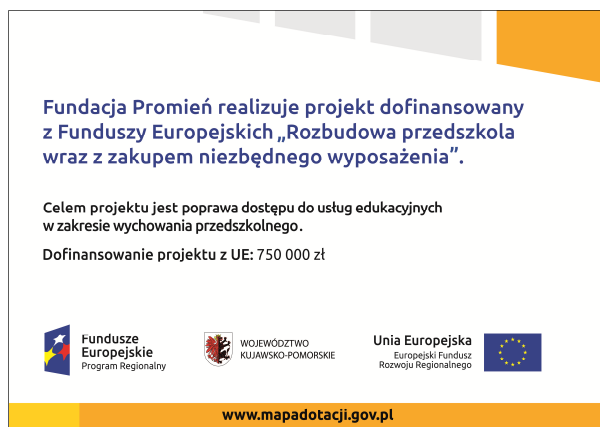 Fundacja Promień realizuje projekt dofinansowany
z Funduszy Europejskich „Rozbudowa przedszkola
wraz z zakupem niezbędnego wyposażenia”.
Celem projektu jest poprawa dostępu do usług edukacyjnych
w zakresie wychowania przedszkolnego.
Dofinansowanie projektu z UE: 750 000 zł
Fundusze
Europejskie
Program Regionalny
WOJEWÓDZTWO
KUJAWSKO-POMORSKIE
Unia Europejska
Europejski Fundusz
Rozwoju Regionalnego
www.mapadotacji.gov.pl